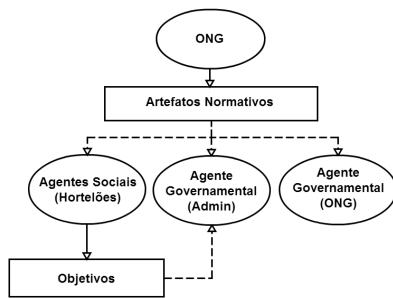 ONG
Artefatos Normativos
Agentes Sociais
(Hortelões)
Agente
Governamental
(Admin)
Agente
Governamental
(ONG)
Objetivos